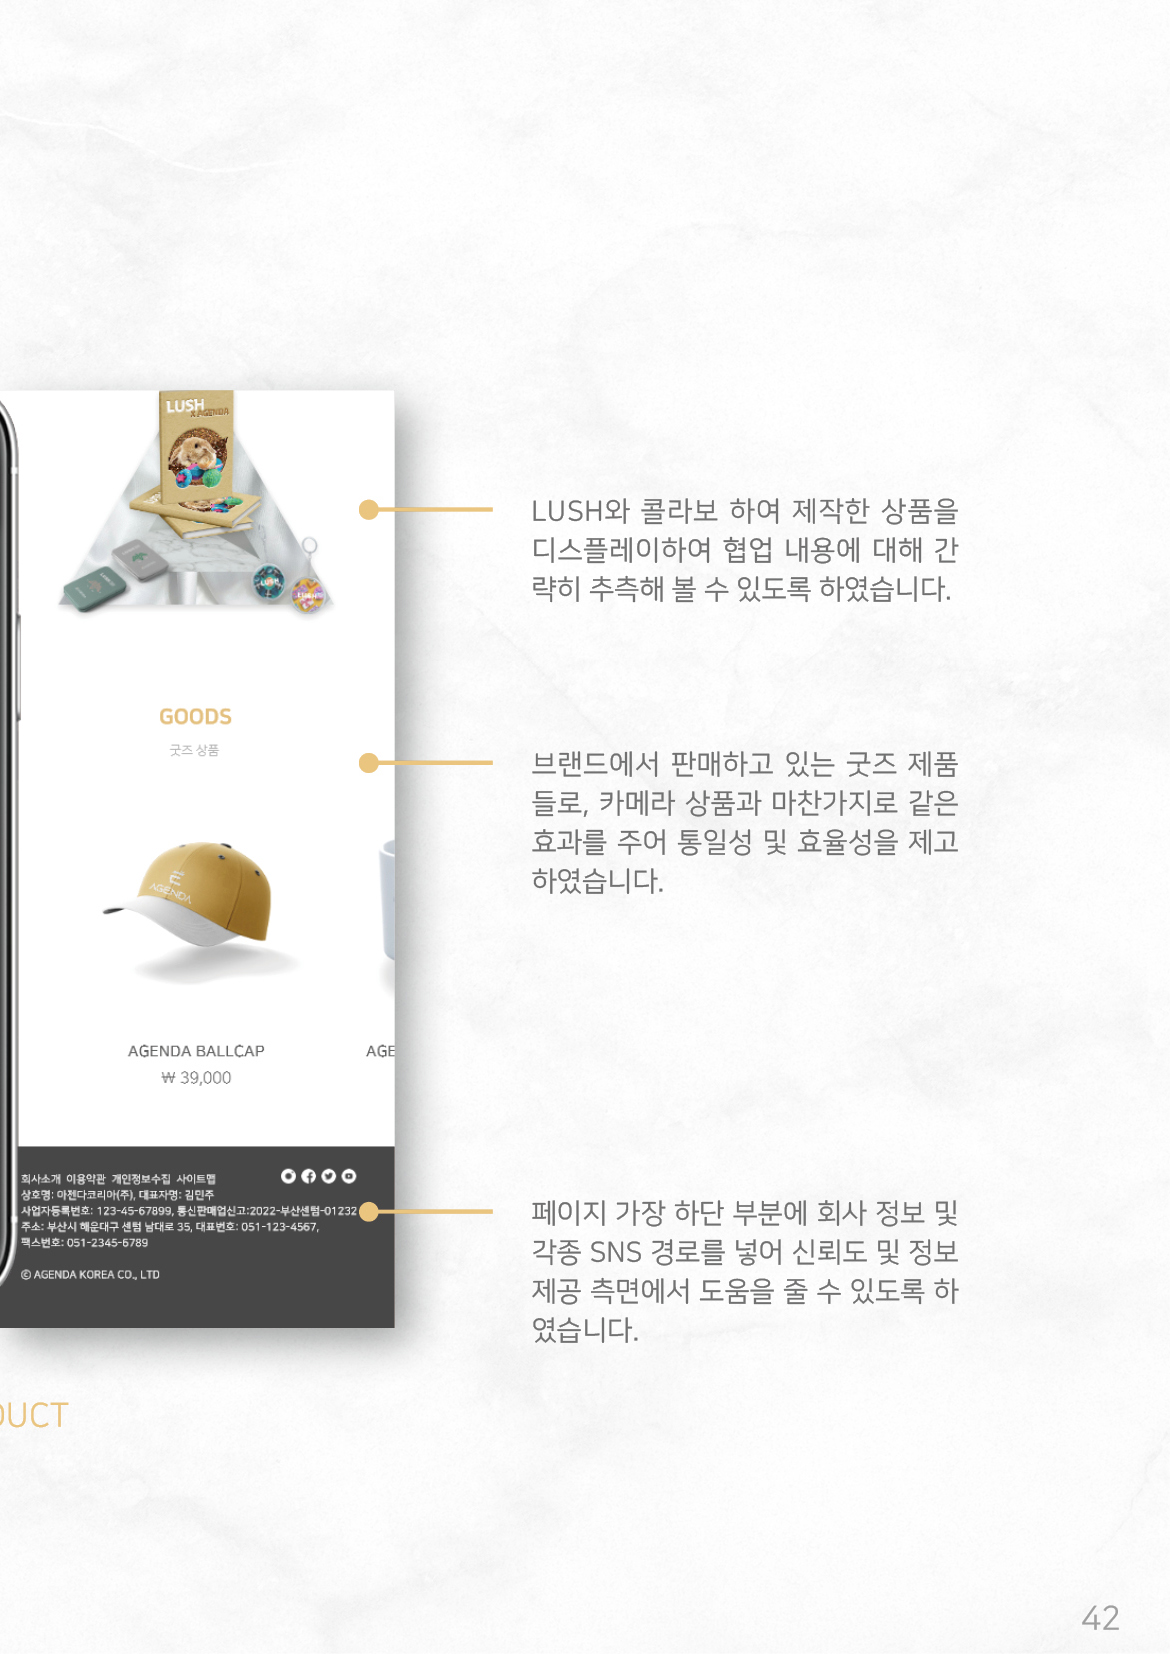 LUSH
X AGENDA
LUSH
GOODS
굿즈 상품
AGENDA
AGENDA BALLCAP
AGE
₩ 39,000
회사소개 이용약관 개인정보수집 사이트맵
상호명: 아젠다코리아(주), 대표자명: 김민주
사업자등록번호: 123-45-67899, 통신판매업신고:2022-부산센텀-01232
주소: 부산시 해운대구 센텀 남대로 35, 대표번호: 051-123-4567,
팩스번호: 051-2345-6789
© AGENDA KOREA CO., LTD
DUCT
LUSH와 콜라보 하여 제작한 상품을
디스플레이하여 협업 내용에 대해 간
략히 추측해 볼 수 있도록 하였습니다.
브랜드에서 판매하고 있는 굿즈 제품
들로, 카메라 상품과 마찬가지로 같은
효과를 주어 통일성 및 효율성을 제고
하였습니다.
페이지 가장 하단 부분에 회사 정보 및
각종 SNS 경로를 넣어 신뢰도 및 정보
제공 측면에서 도움을 줄 수 있도록 하
였습니다.
42